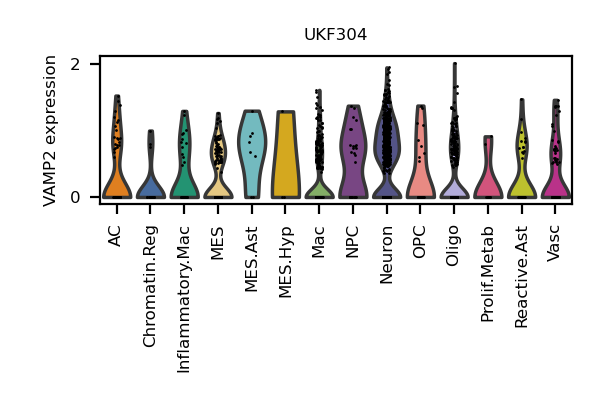 UKF304
VAMP2 expression
2
0
AC
Chromatin.Reg
Inflammatory.Mac
MES
MES.Ast
MES.Hyp
Mac
NPC
Neuron
OPC
Oligo
Prolif.Metab
Reactive.Ast
Vasc